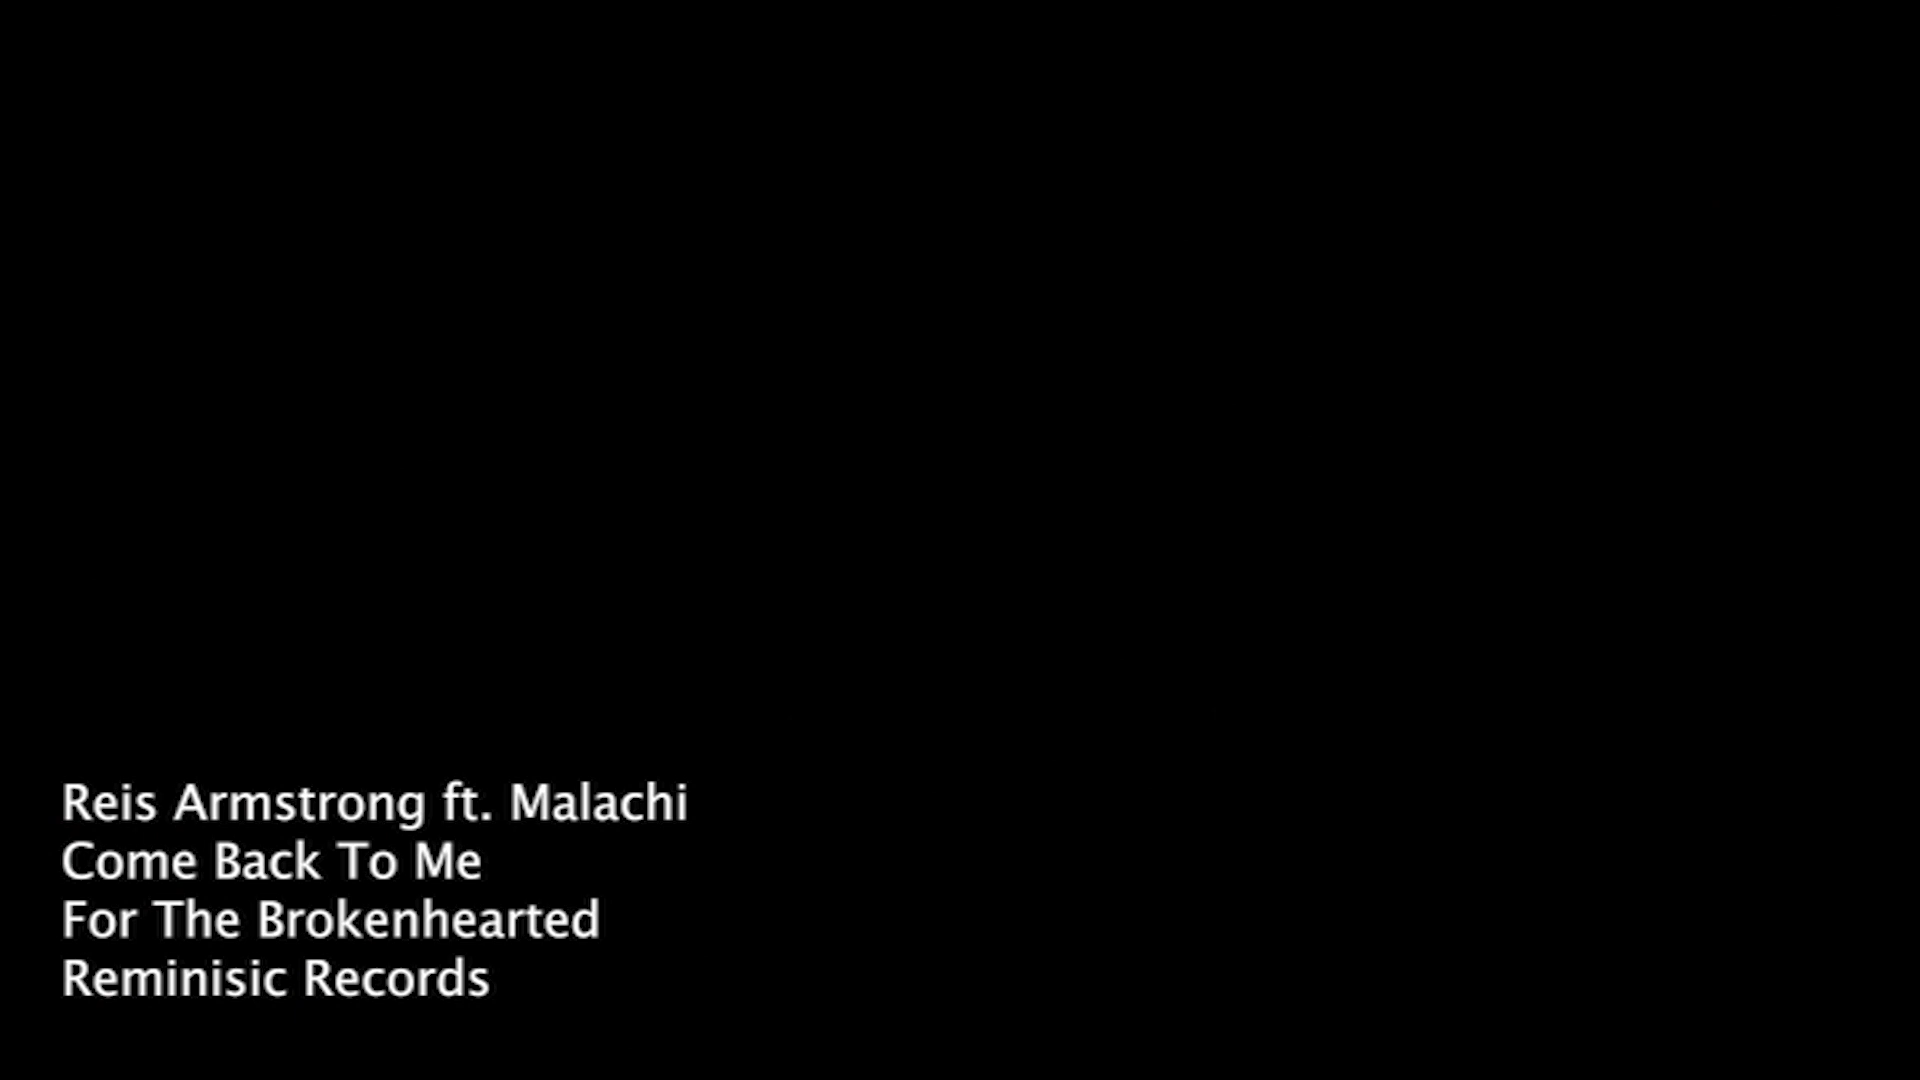 Reis Armstrong ft. Malachi
Come Back To Me
For The Brokenhearted
Reminisic Records